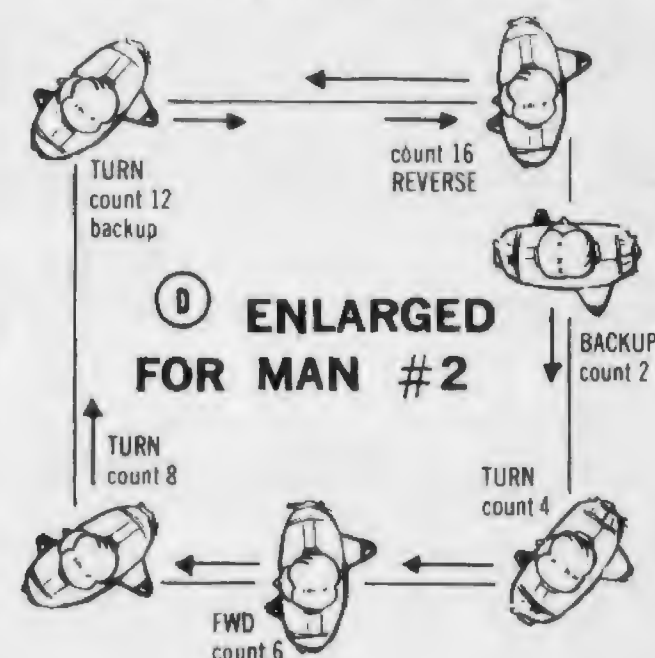 TURN
count 12
backup
count 16
REVERSE
D ENLARGED
FOR MAN #2
BACKUP
count 2
TURN
count 8
TURN
count 4
FWD
count 6